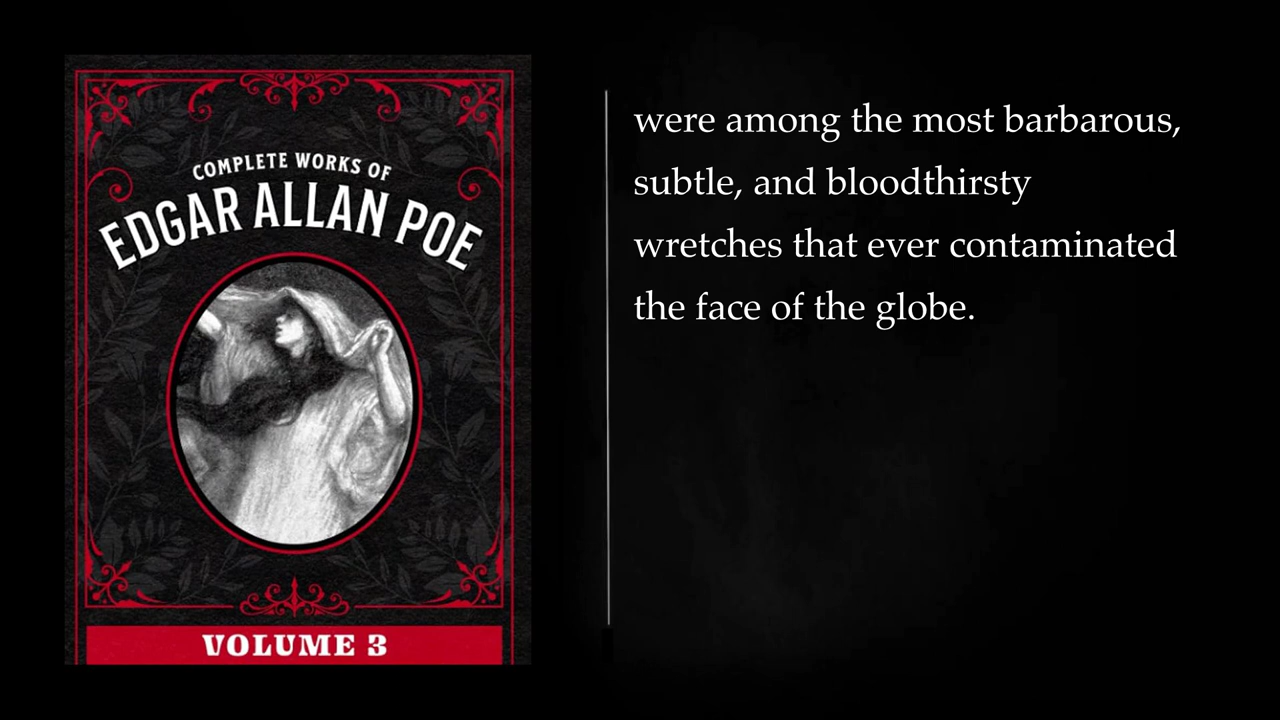 COMPLETE WORKS OF
EDGAR ALLAN POE
VOLUME 3
were among the most barbarous,
subtle, and bloodthirsty
wretches that ever contaminated
the face of the globe.